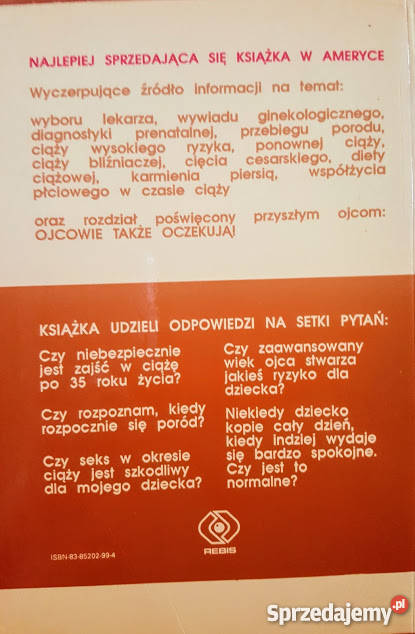 NAJLEPIEJ SPRZEDAJĄCA SIĘ KSIĄŻKA W AMERYCE
Wyczerpujące źródło informacji na temat:
wyboru lekarza, wywiadu ginekologicznego,
diagnostyki prenatalnej, przebiegu porodu,
ciąży wysokiego ryzyka, ponownej ciąży,
ciąży bliźniaczej, cięcia cesarskiego, diety
ciążowej, karmienia piersią, współżycia
płciowego w czasie ciąży
oraz rozdział poświęcony przyszłym ojcom:
OJCOWIE TAKŻE OCZEKUJĄ!
KSIĄŻKA UDZIELI ODPOWIEDZI NA SETKI PYTAŃ:
Czy niebezpiecznie
jest zajść w ciążę
po 35 roku życia?
Czy rozpoznam, kiedy
rozpocznie się poród?
Czy seks w okresie
ciąży jest szkodliwy
dla mojego dziecka?
Czy zaawansowany
wiek ojca stwarza
jakieś ryzyko dla
dziecka?
Niekiedy dziecko
kopie cały dzień,
kiedy indziej wydaje
się bardzo spokojne.
Czy jest to
normalne?
REBIS
ISBN-83-85202-99-4
Sprzedajemy.pl